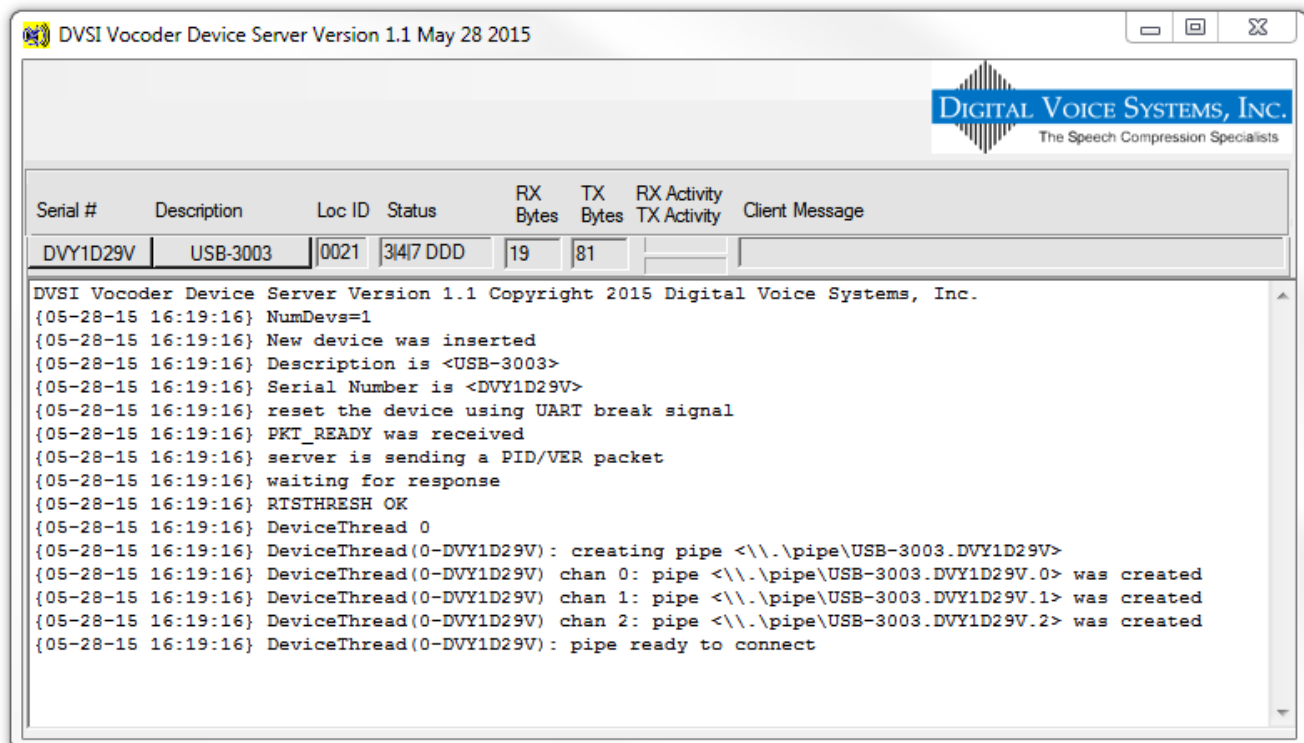 DVSI Vocoder Device Server Version 1.1 May 28 2015
DIGITAL VOICE SYSTEMS, INC.
The Speech Compression Specialists
Serial # Description Loc ID Status RX Bytes TX Bytes RX Activity TX Activity Client Message
DVY1D29V USB-3003 0021 3|4|7 DDD 19 81
DVSI Vocoder Device Server Version 1.1 Copyright 2015 Digital Voice Systems, Inc.
{05-28-15 16:19:16} NumDevs=1
{05-28-15 16:19:16} New device was inserted
{05-28-15 16:19:16} Description is <USB-3003>
{05-28-15 16:19:16} Serial Number is <DVY1D29V>
{05-28-15 16:19:16} reset the device using UART break signal
{05-28-15 16:19:16} PKT_READY was received
{05-28-15 16:19:16} server is sending a PID/VER packet
{05-28-15 16:19:16} waiting for response
{05-28-15 16:19:16} RTSTHRESH OK
{05-28-15 16:19:16} DeviceThread 0
{05-28-15 16:19:16} DeviceThread(0-DVY1D29V): creating pipe <\\.\pipe\USB-3003.DVY1D29V>
{05-28-15 16:19:16} DeviceThread(0-DVY1D29V) chan 0: pipe <\\.\pipe\USB-3003.DVY1D29V.0> was created
{05-28-15 16:19:16} DeviceThread(0-DVY1D29V) chan 1: pipe <\\.\pipe\USB-3003.DVY1D29V.1> was created
{05-28-15 16:19:16} DeviceThread(0-DVY1D29V) chan 2: pipe <\\.\pipe\USB-3003.DVY1D29V.2> was created
{05-28-15 16:19:16} DeviceThread(0-DVY1D29V): pipe ready to connect